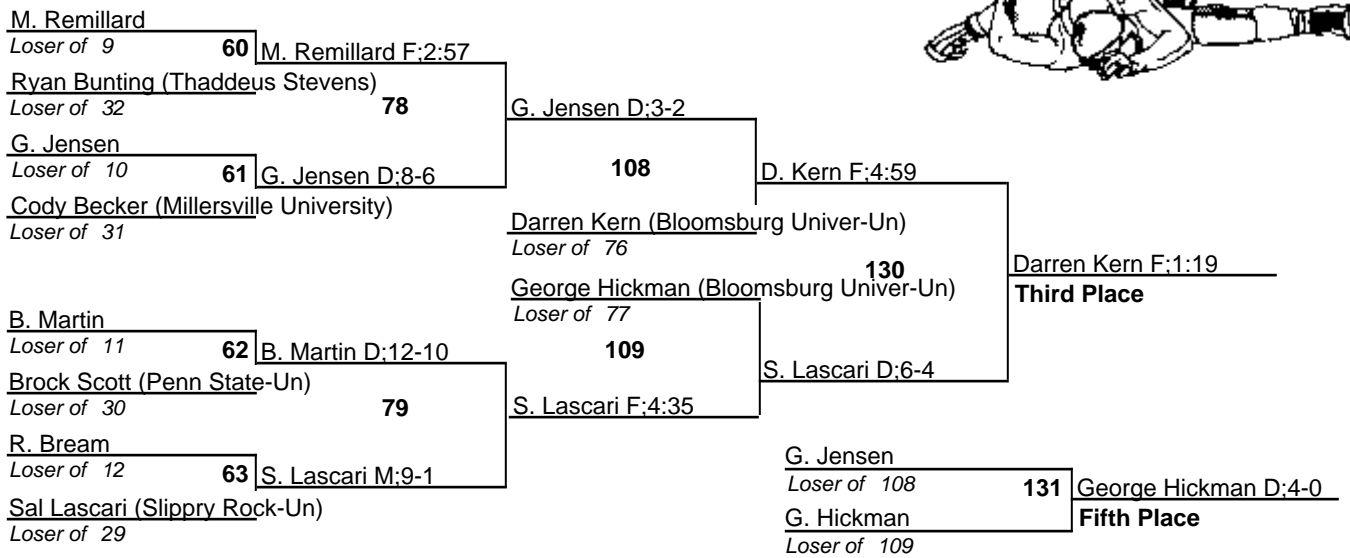 M. Remillard
Loser of 9
60 M. Remillard F;2:57
Ryan Bunting (Thaddeus Stevens)
Loser of 32
78
G. Jensen D;3-2
G. Jensen
Loser of 10
61 G. Jensen D;8-6
108
D. Kern F;4:59
Cody Becker (Millersville University)
Loser of 31
Darren Kern (Bloomsburg Univer-Un)
Loser of 76
130
Darren Kern F;1:19
Third Place
George Hickman (Bloomsburg Univer-Un)
Loser of 77
B. Martin
Loser of 11
62 B. Martin D;12-10
109
S. Lascari D;6-4
Brock Scott (Penn State-Un)
Loser of 30
79
S. Lascari F;4:35
R. Bream
Loser of 12
63 S. Lascari M;9-1
Sal Lascari (Slippry Rock-Un)
Loser of 29
G. Jensen
Loser of 108
131 George Hickman D;4-0
Fifth Place
G. Hickman
Loser of 109